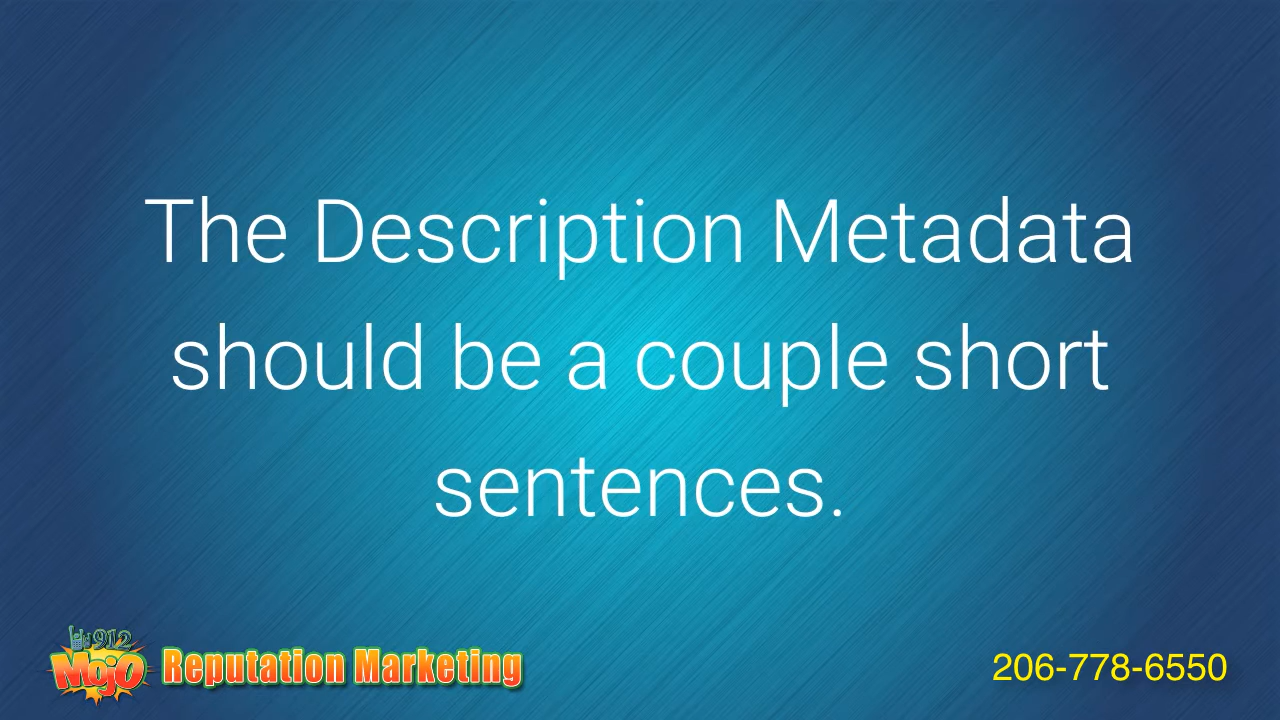 The Description Metadata
should be a couple short
sentences.
912
Mojo
Reputation Marketing
206-778-6550